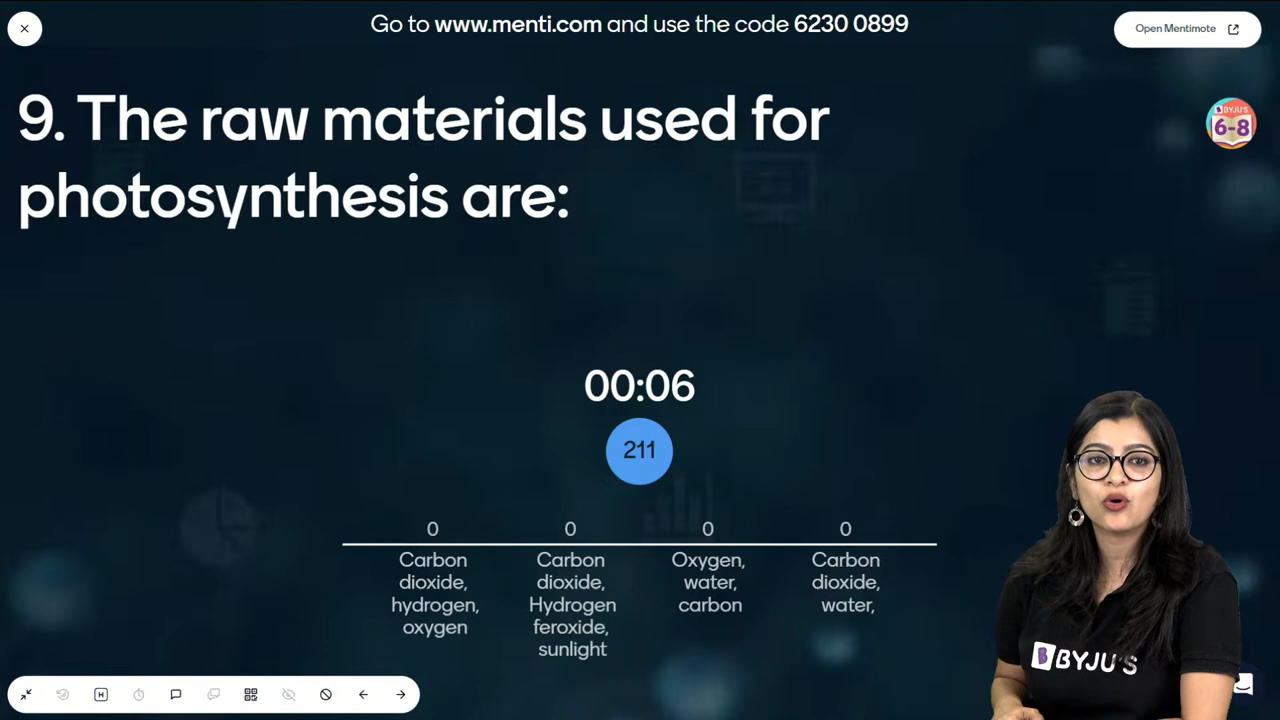 Go to www.menti.com and use the code 6230 0899
Open Mentimote
9. The raw materials used for
photosynthesis are:
BYJU'S
6-8
00:06
211
0
0
0
0
Carbon
dioxide,
hydrogen,
oxygen
Carbon
dioxide,
Hydrogen
feroxide,
sunlight
Oxygen,
water,
carbon
Carbon
dioxide,
water,
H
B BYJU'S